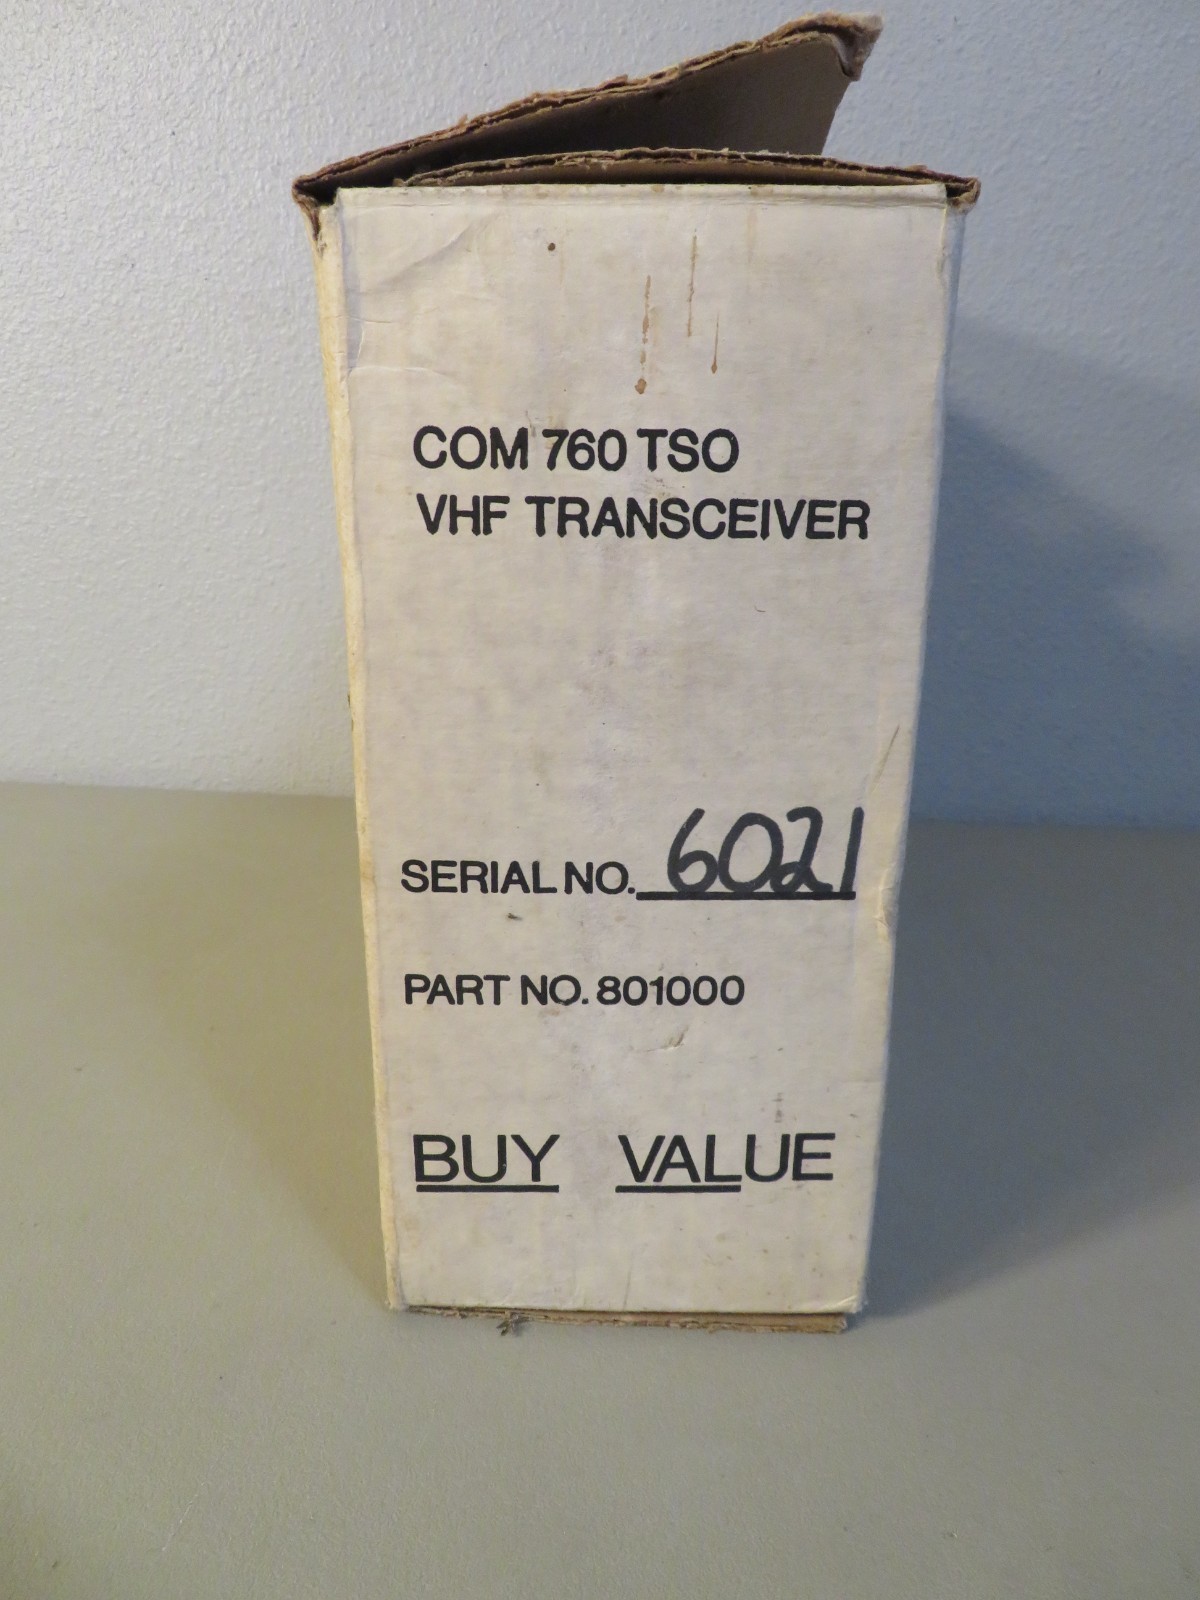 COM 760 TSO
VHF TRANSCEIVER
SERIAL NO. 6021
PART NO. 801000
BUY VALUE